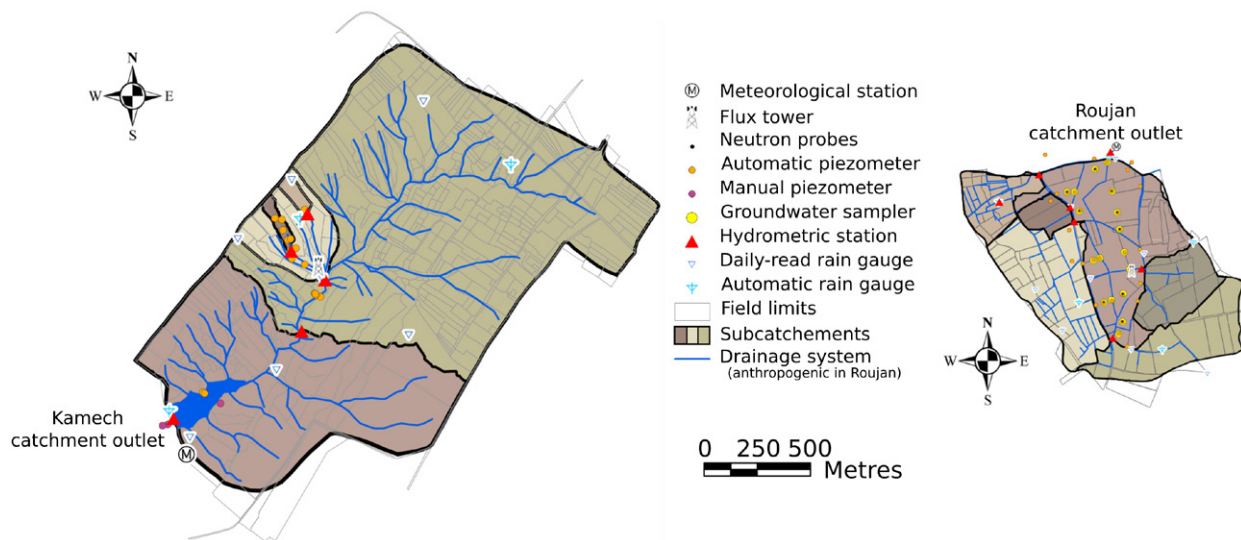 N
W E
S
Kamech
catchment outlet
M
Meteorological station
Flux tower
Neutron probes
Automatic piezometer
Manual piezometer
Groundwater sampler
Hydrometric station
Daily-read rain gauge
Automatic rain gauge
Field limits
Subcatchements
Drainage system
(anthropogenic in Roujan)
0 250 500
Metres
M
Roujan
catchment outlet
M
N
W E
S